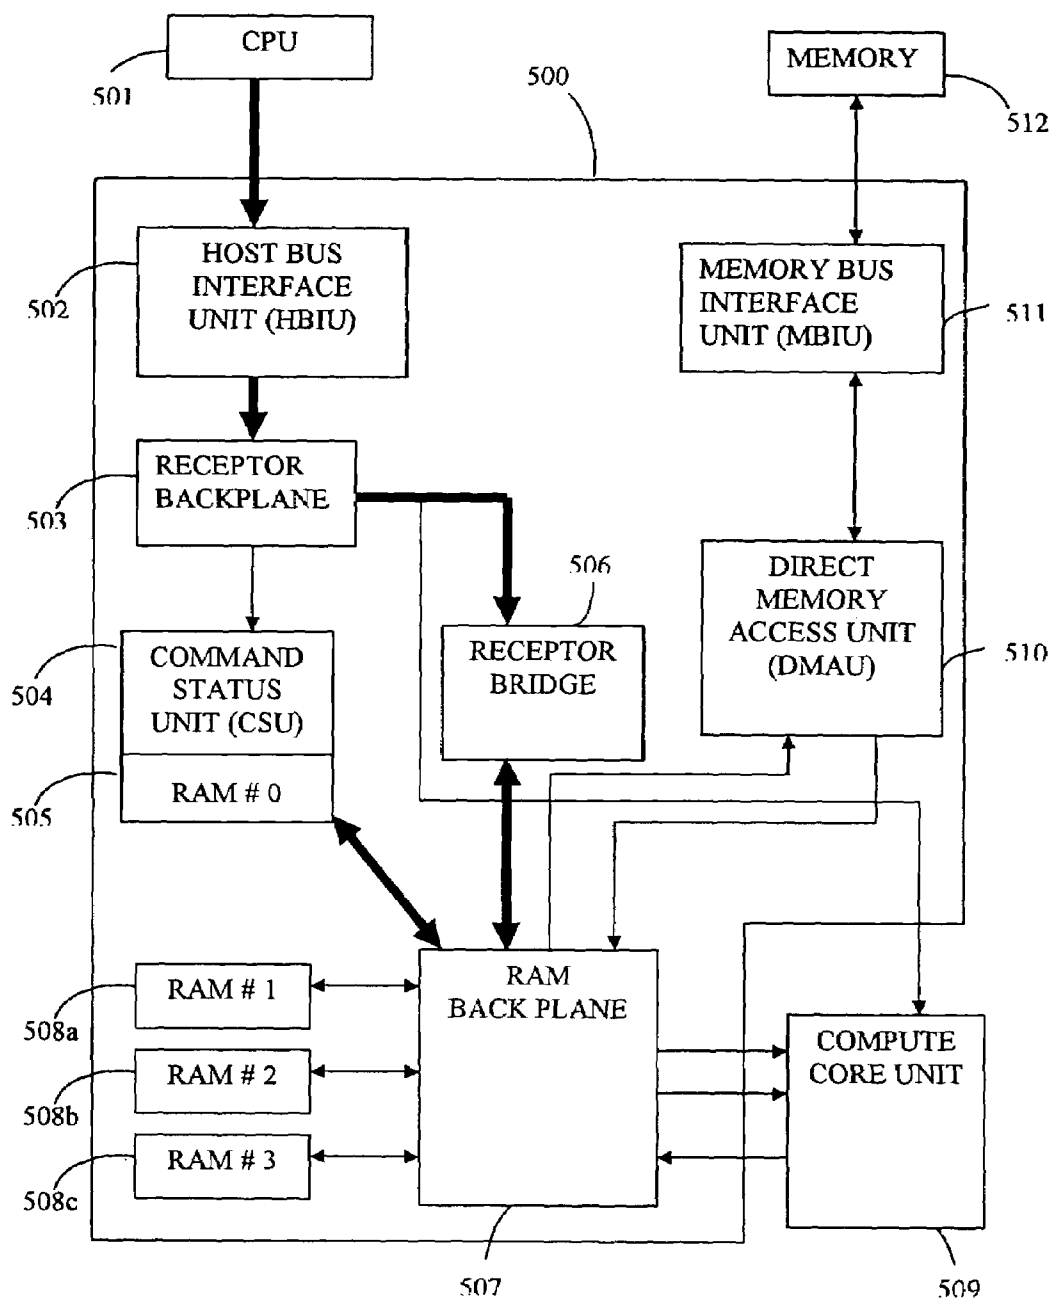 CPU
501
500
MEMORY
512
HOST BUS
INTERFACE
UNIT (HBIU)
502
MEMORY BUS
INTERFACE
UNIT (MBIU)
511
RECEPTOR
BACKPLANE
503
506
DIRECT
MEMORY
ACCESS UNIT
(DMAU)
510
COMMAND
STATUS
UNIT (CSU)
504
RECEPTOR
BRIDGE
RAM # 0
505
RAM # 1
508a
RAM
BACK PLANE
RAM # 2
508b
COMPUTE
CORE UNIT
RAM # 3
508c
507
509